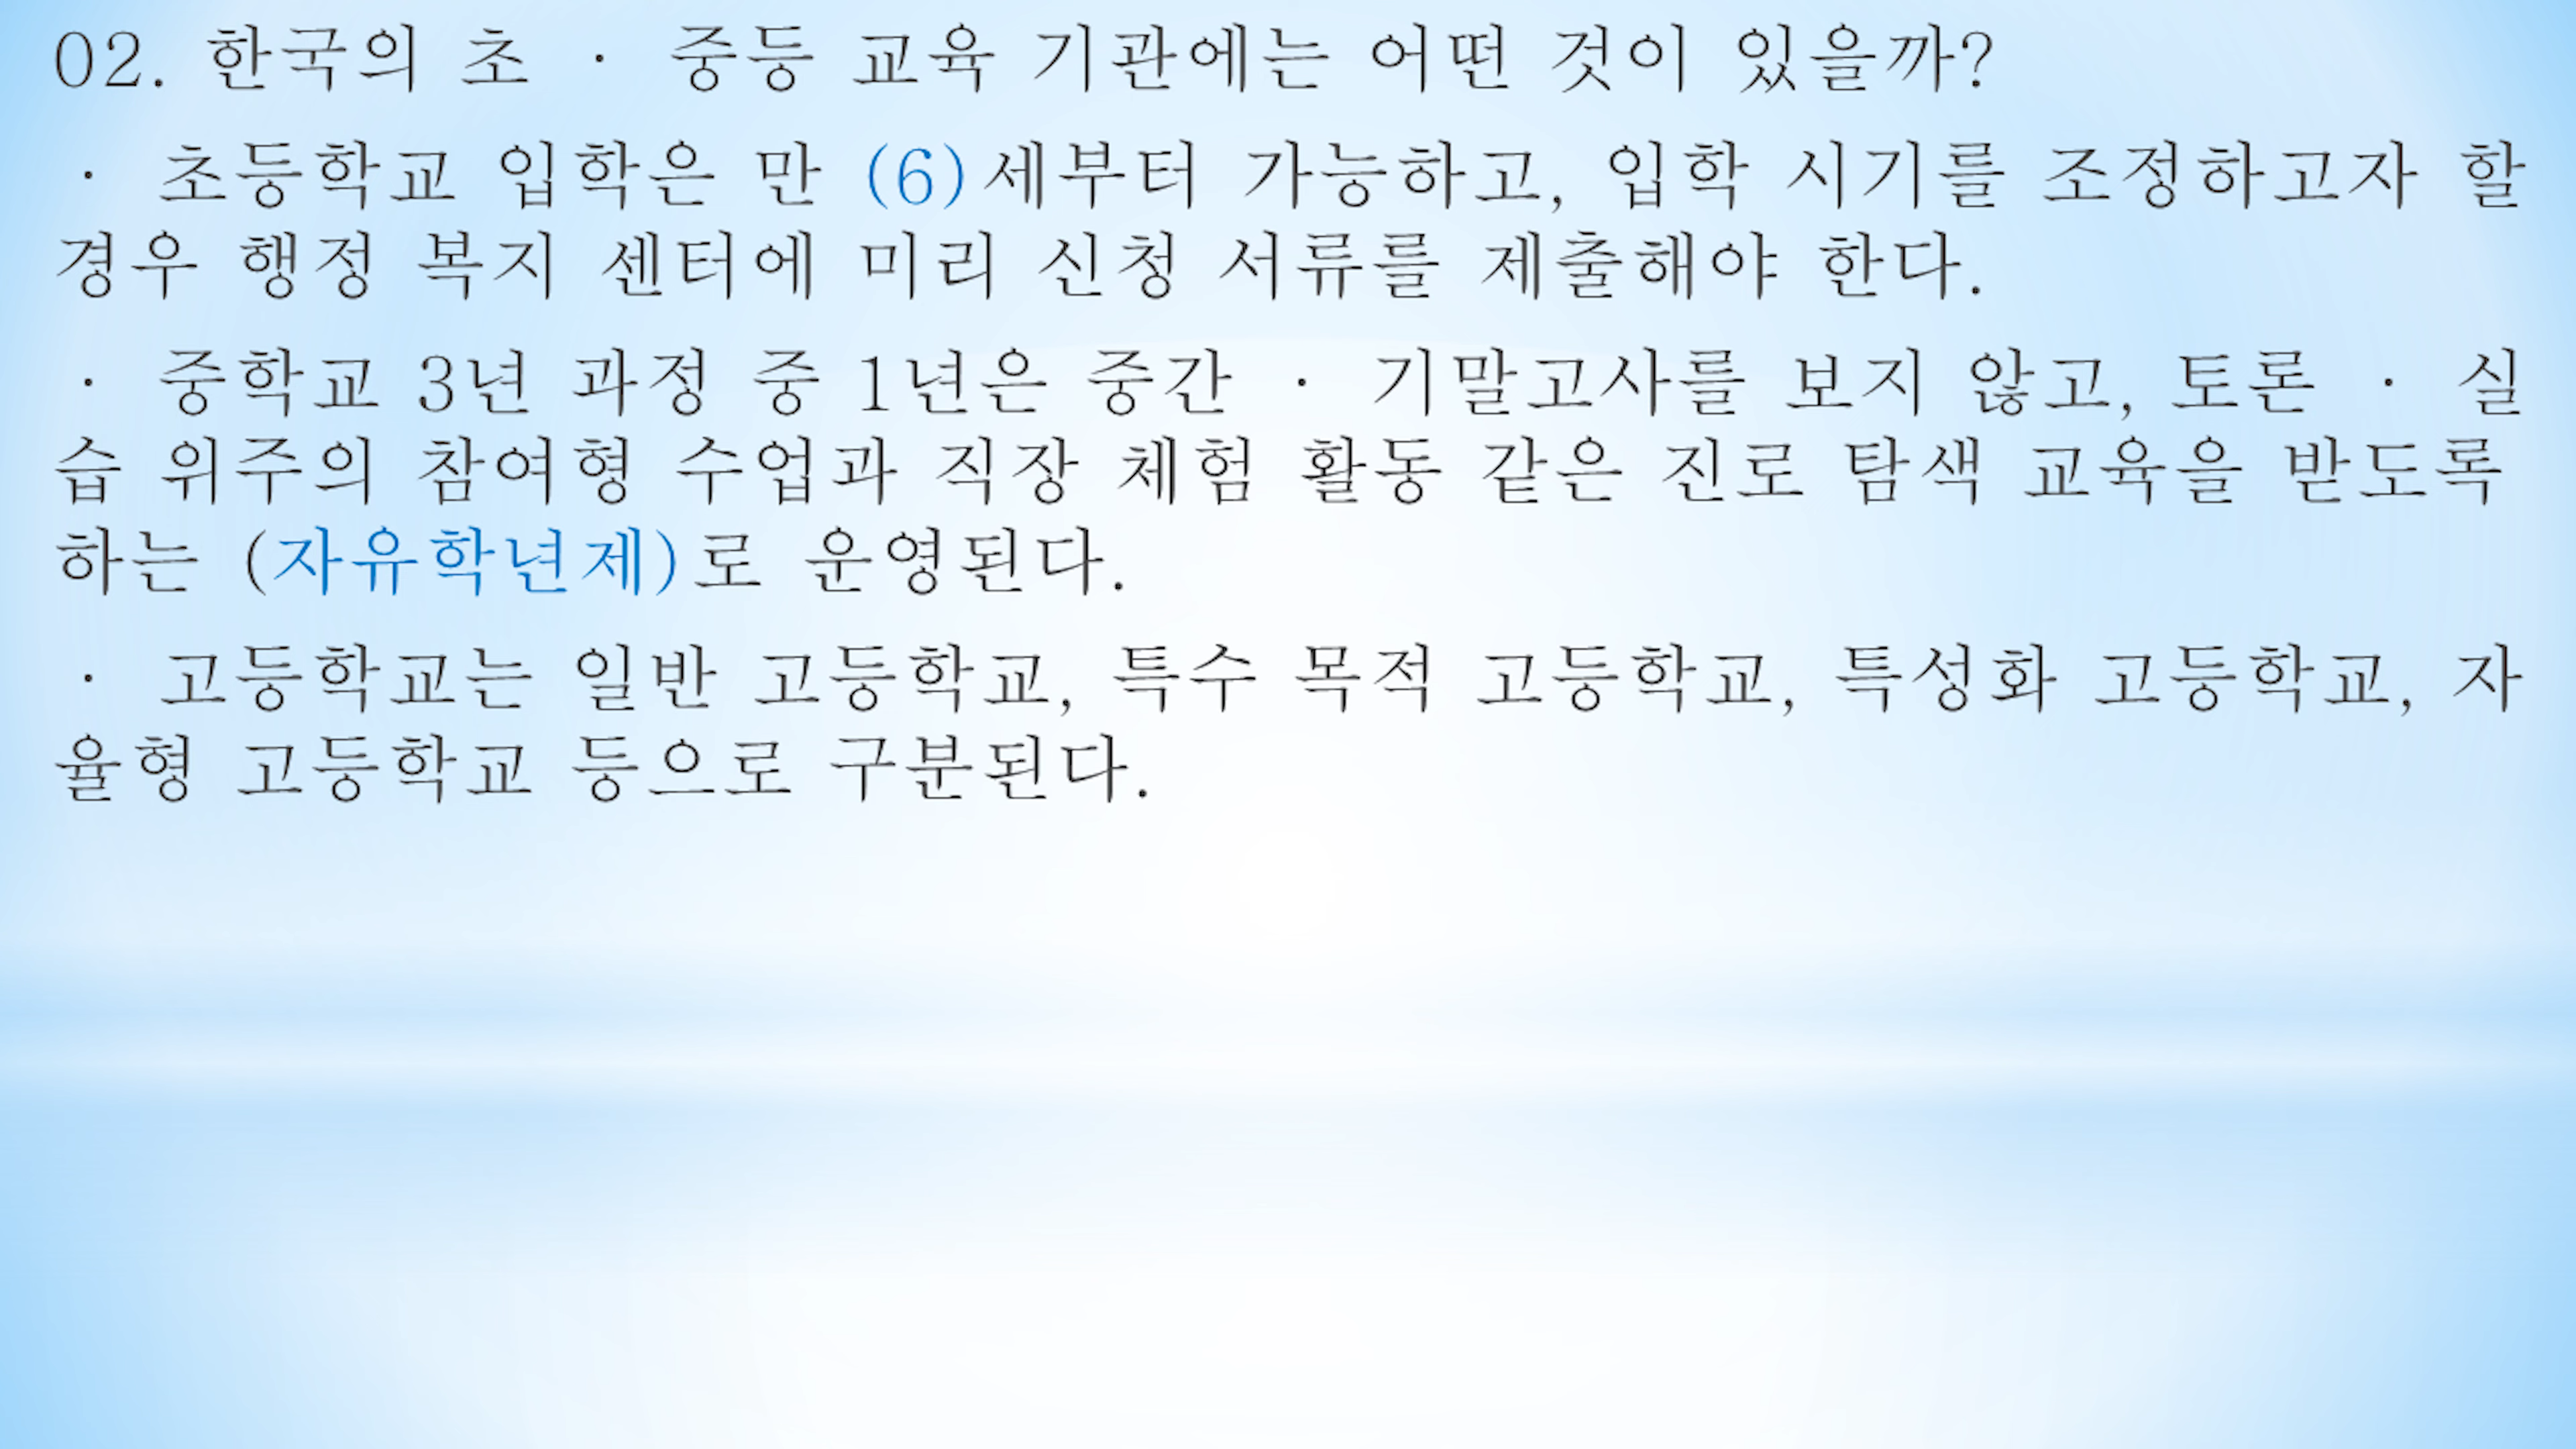 02. 한국의 초 · 중등 교육 기관에는 어떤 것이 있을까?
· 초등학교 입학은 만 (6)세부터 가능하고, 입학 시기를 조정하고자 할
경우 행정 복지 센터에 미리 신청 서류를 제출해야 한다.
· 중학교 3년 과정 중 1년은 중간 · 기말고사를 보지 않고, 토론 · 실
습 위주의 참여형 수업과 직장 체험 활동 같은 진로 탐색 교육을 받도록
하는 (자유학년제)로 운영된다.
· 고등학교는 일반 고등학교, 특수 목적 고등학교, 특성화 고등학교, 자
율형 고등학교 등으로 구분된다.